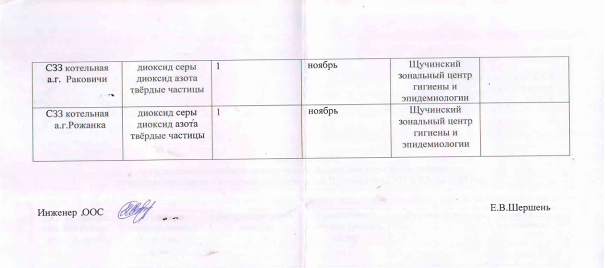 СЗЗ котельная диоксид серы 1 ноябрь Щучинский
а.г. Раковичи диоксид азота зональный центр
твёрдые частицы гигиены и
эпидемиологии
СЗЗ котельная диоксид серы 1 ноябрь Щучинский
а.г.Рожанка диоксид азота зональный центр
твёрдые частицы гигиены и
эпидемиологии
Инженер ООС Е.В.Шершень